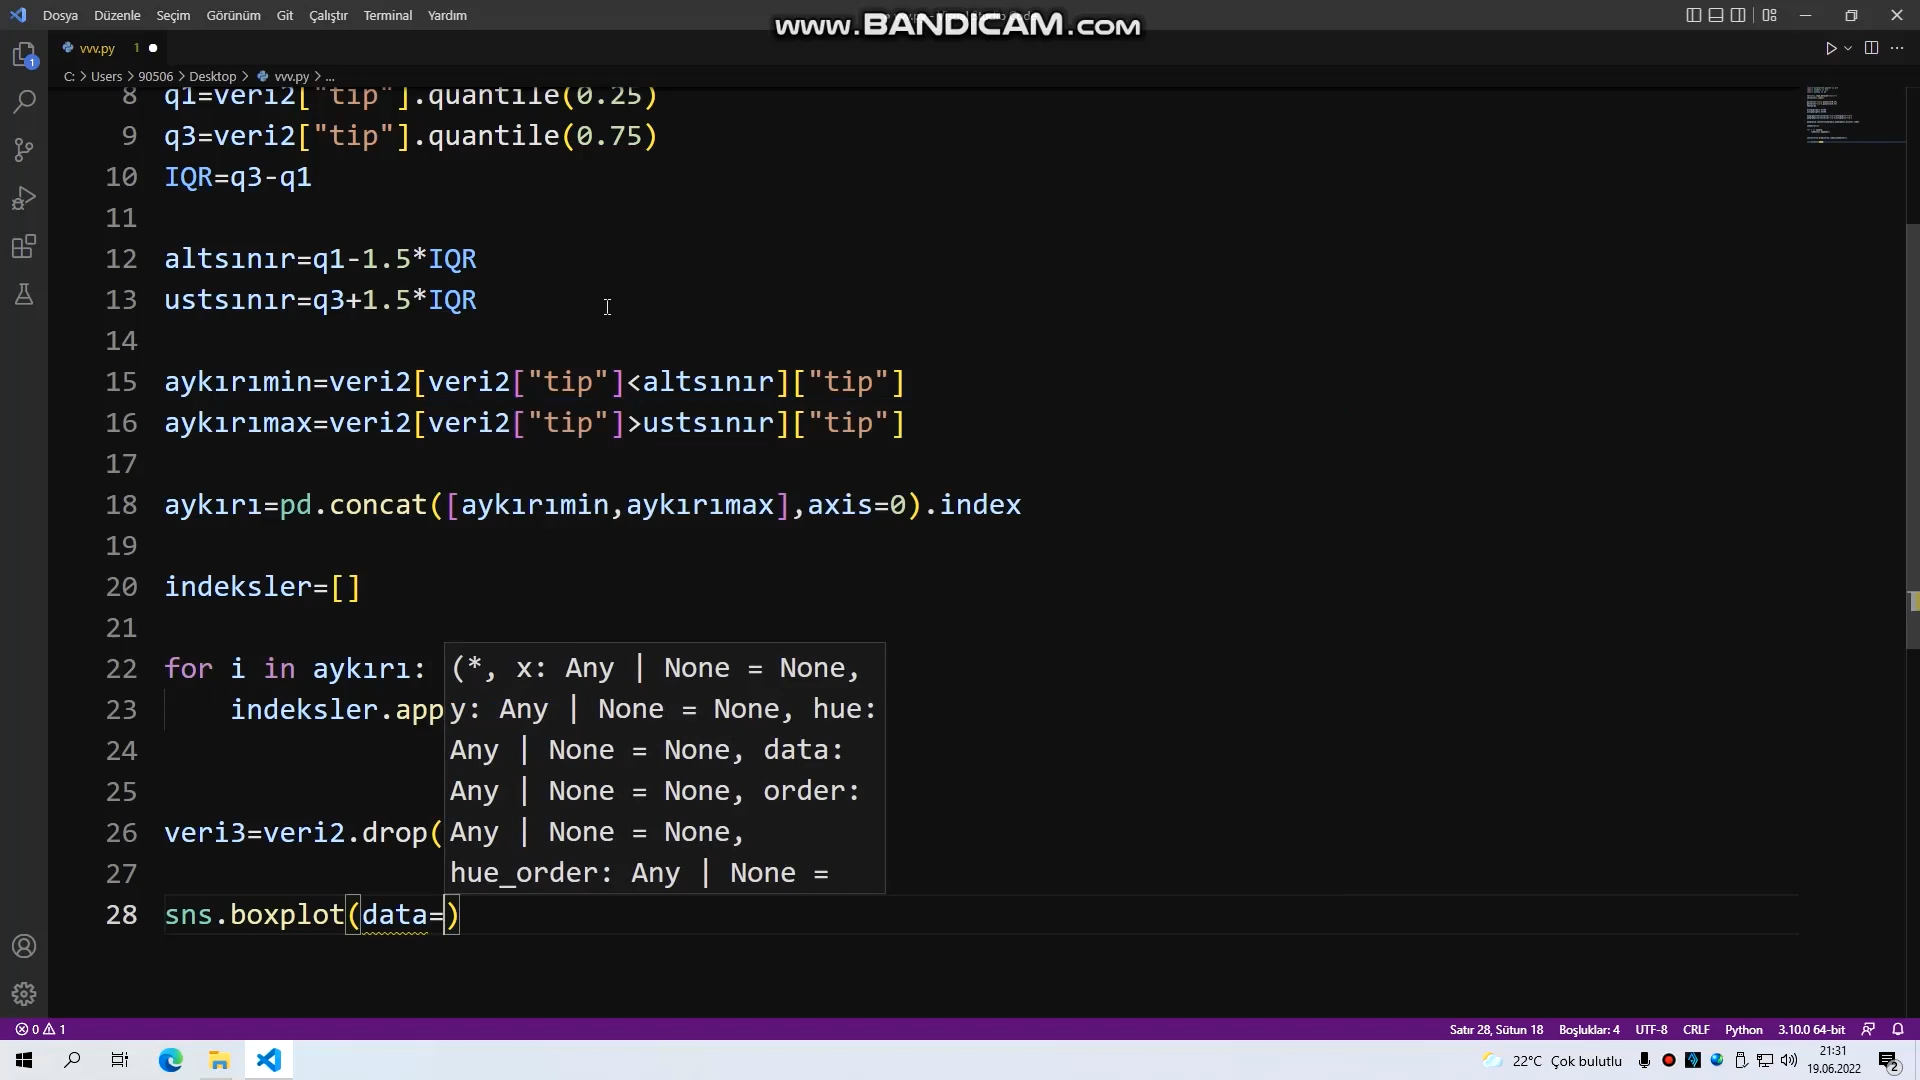 Dosya Düzenle Seçim Görünüm Git Çalıştır Terminal Yardım
www.BANDICAM.com
vvv.py 1
C: > Users > 90506 > Desktop > vvv.py > ...
8 q1=veri2["tip"].quantile(0.25)
9 q3=veri2["tip"].quantile(0.75)
10 IQR=q3-q1
11
12 altsınır=q1-1.5*IQR
13 ustsınır=q3+1.5*IQR
14
15 aykırımin=veri2[veri2["tip"]<altsınır]["tip"]
16 aykırımax=veri2[veri2["tip"]>ustsınır]["tip"]
17
18 aykırı=pd.concat([aykırımin,aykırımax],axis=0).index
19
20 indeksler=[]
21
22 for i in aykırı:
23 indeksler.app
24
25
26 veri3=veri2.drop(
27
28 sns.boxplot(data=)
(*, x: Any | None = None,
y: Any | None = None, hue:
Any | None = None, data:
Any | None = None, order:
Any | None = None,
hue_order: Any | None =
0 1 Satır 28, Sütun 18 Boşluklar: 4 UTF-8 CRLF Python 3.10.0 64-bit
22°C Çok bulutlu
21:31
19.06.2022
2